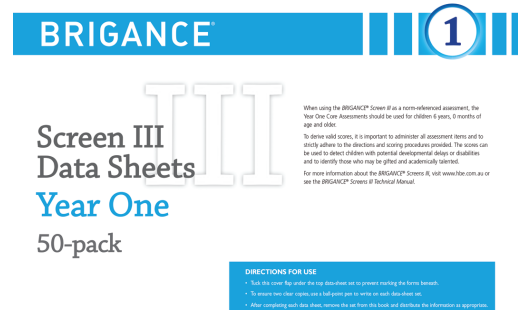 BRIGANCE®
1
III
Screen III
Data Sheets
Year One
50-pack
When using the BRIGANCE® Screen III as a norm-referenced assessment, the
Year One Core Assessments should be used for children 6 years, 0 months of
age and older.
To derive valid scores, it is important to administer all assessment items and to
strictly adhere to the directions and scoring procedures provided. The scores can
be used to detect children with potential developmental delays or disabilities
and to identify those who may be gifted and academically talented.
For more information about the BRIGANCE® Screens III, visit www.hbe.com.au or
see the BRIGANCE® Screens III Technical Manual.
DIRECTIONS FOR USE
• Tuck this cover flap under the top data-sheet set to prevent marking the forms beneath.
• To ensure two clear copies, use a ball-point pen to write on each data-sheet set.
• After completing each data sheet, remove the set from this book and distribute the information as appropriate.